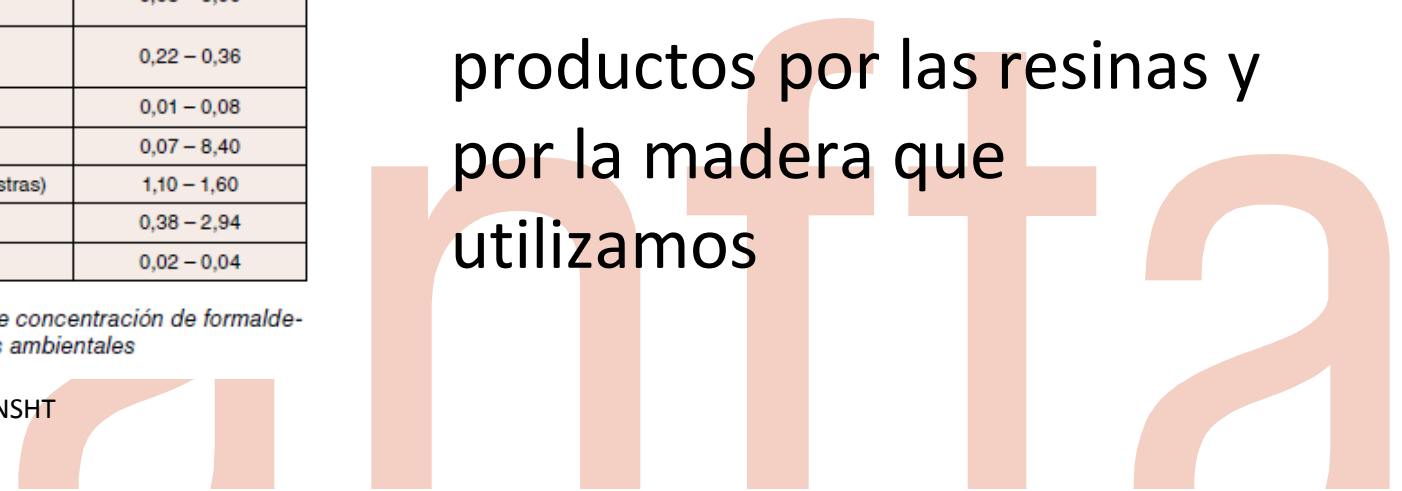 0,22 – 0,36
0,01 – 0,08
0,07 – 8,40
stras) 1,10 – 1,60
0,38 – 2,94
0,02 – 0,04
e concentración de formalde-
s ambientales
NSHT
productos por las resinas y
por la madera que
utilizamos
anfta